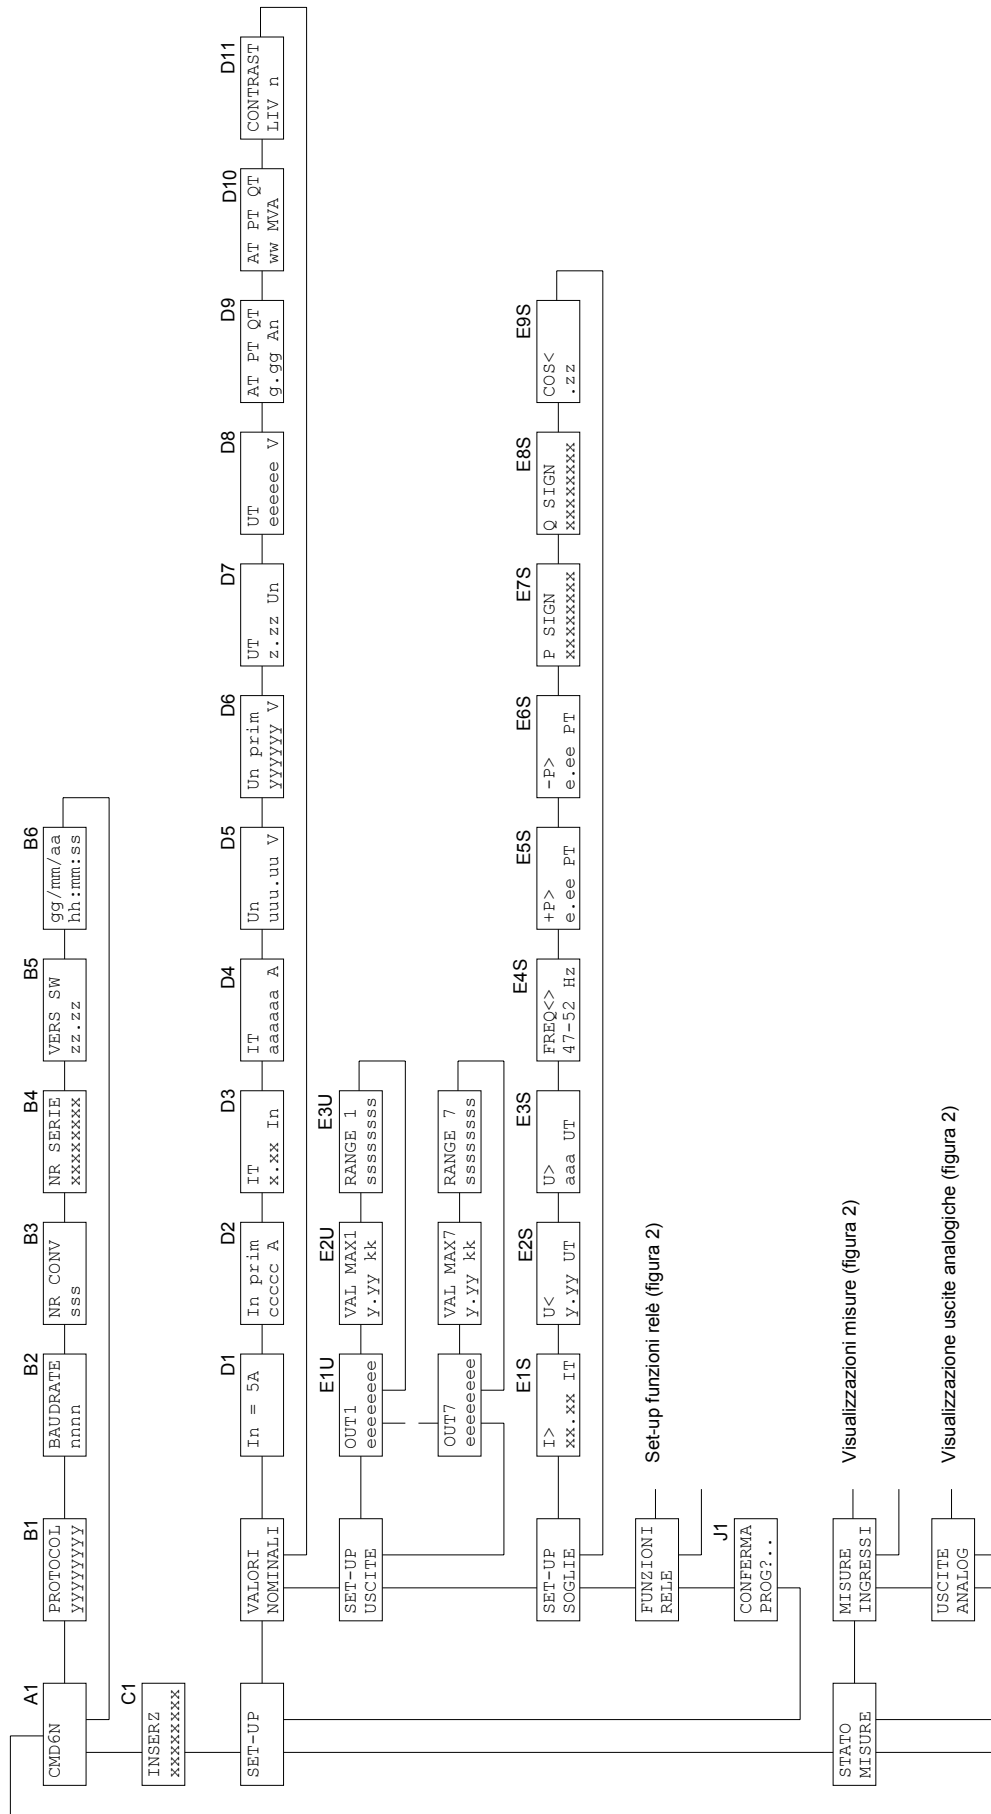 A1
CMD6N
B1
PROTOCOL
yyyyyyyy
B2
BAUDRATE
nnnn
B3
NR CONV
sss
B4
NR SERIE
xxxxxxxxx
B5
VERS SW
zz.zz
B6
gg/mm/aa
hh:mm:ss
C1
INSERZ
xxxxxxxxx
SET-UP
VALORI
NOMINALI
D1
In = 5A
D2
In prim
ccccc A
D3
IT
x.xx In
D4
IT
aaaaaa A
D5
Un
uuu.uu V
D6
Un prim
yyyyyy V
D7
UT
z.zz Un
D8
UT
eeeeee V
D9
AT PT QT
g.gg An
D10
AT PT QT
ww MVA
D11
CONTRAST
LIV n
SET-UP
USCITE
E1U
OUT1
eeeeeeeee
E2U
VAL MAX1
y.yy kk
E3U
RANGE 1
sssssssss
OUT7
eeeeeeeee
VAL MAX7
y.yy kk
RANGE 7
sssssssss
SET-UP
SOGLIE
E1S
I>
xx.xx IT
E2S
U<
y.yy UT
E3S
U>
aaa UT
E4S
FREQ<>
47-52 Hz
E5S
+P>
e.ee PT
E6S
-P>
e.ee PT
E7S
P SIGN
xxxxxxxxx
E8S
Q SIGN
xxxxxxxxx
E9S
COS<
.zz
FUNZIONI
RELE
Set-up funzioni relè (figura 2)
J1
CONFERMA
PROG?..
STATO
MISURE
MISURE
INGRESSI
Visualizzazioni misure (figura 2)
USCITE
ANALOG
Visualizzazione uscite analogiche (figura 2)